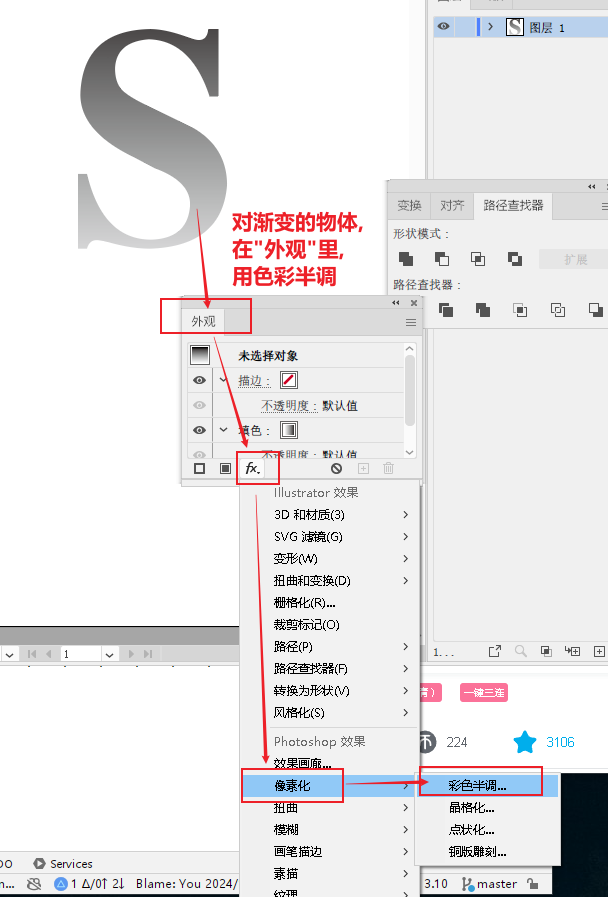 S
图层 1
变换
对齐
路径查找器
形状模式：
扩展
路径查找器：
对渐变的物体，
在"外观"里，
用色彩半调
外观
未选择对象
描边：
不透明度：默认值
填色：
不透明度：默认值
fx.
Illustrator 效果
3D 和材质(3)
SVG 滤镜(G)
变形(W)
扭曲和变换(D)
栅格化(R)...
裁剪标记(O)
路径(P)
路径查找器(F)
转换为形状(V)
风格化(S)
Photoshop 效果
效果画廊...
像素化
扭曲
模糊
画笔描边
素描
纹理
彩色半调...
晶格化...
点状化...
铜版雕刻...
1
1...
一键三连
224
3106
Services
1 Δ/0↑ 2↓
Blame: You 2024/
3.10
master